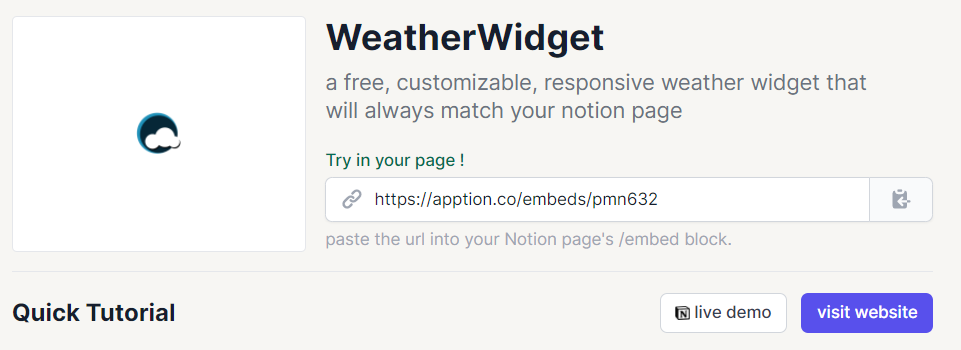 WeatherWidget
a free, customizable, responsive weather widget that
will always match your notion page
Try in your page !
https://apption.co/embeds/pmn632
paste the url into your Notion page's /embed block.
Quick Tutorial
N live demo
visit website